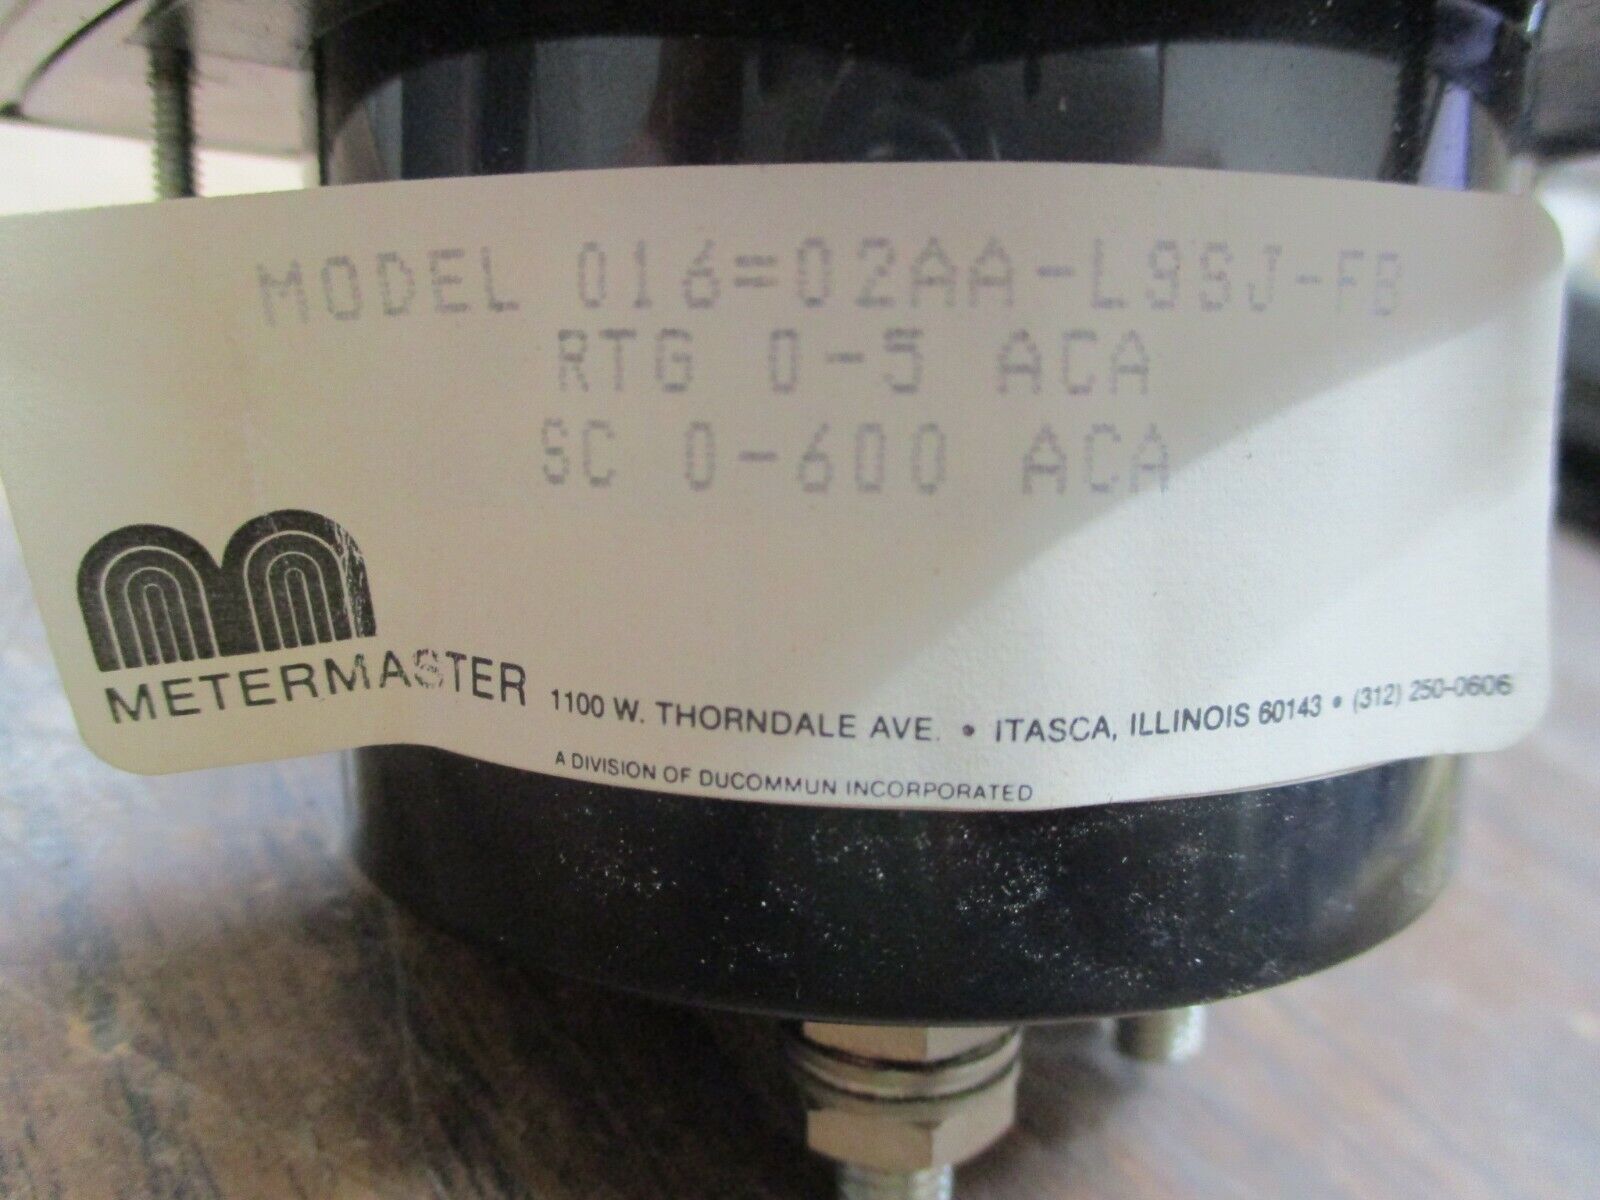 MODEL 016=02AA-L9SJ-FB
RTG 0-5 ACA
SC 0-600 ACA
METERMASTER 1100 W. THORNDALE AVE. • ITASCA, ILLINOIS 60143 • (312) 250-0606
A DIVISION OF DUCOMMUN INCORPORATED